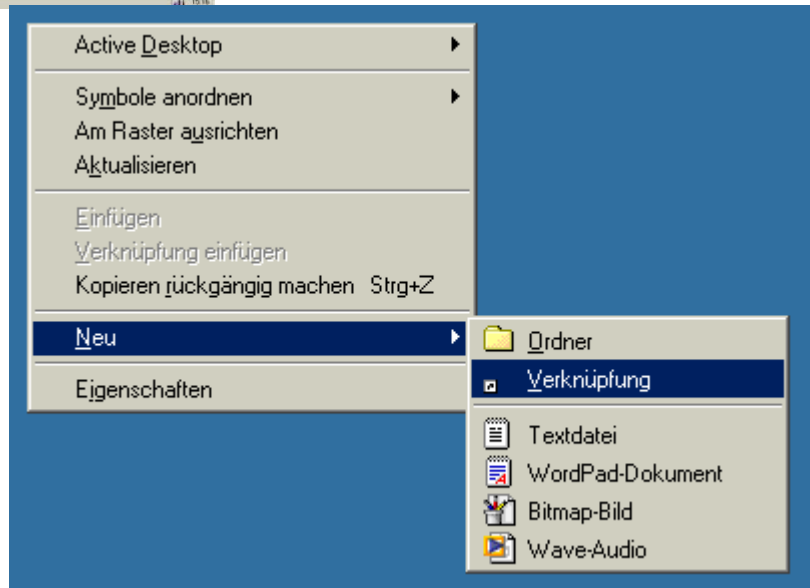 Active Desktop
Symbole anordnen
Am Raster ausrichten
Aktualisieren
Einfügen
Verknüpfung einfügen
Kopieren rückgängig machen Strg+Z
Neu
Eigenschaften
Ordner
Verknüpfung
Textdatei
WordPad-Dokument
Bitmap-Bild
Wave-Audio